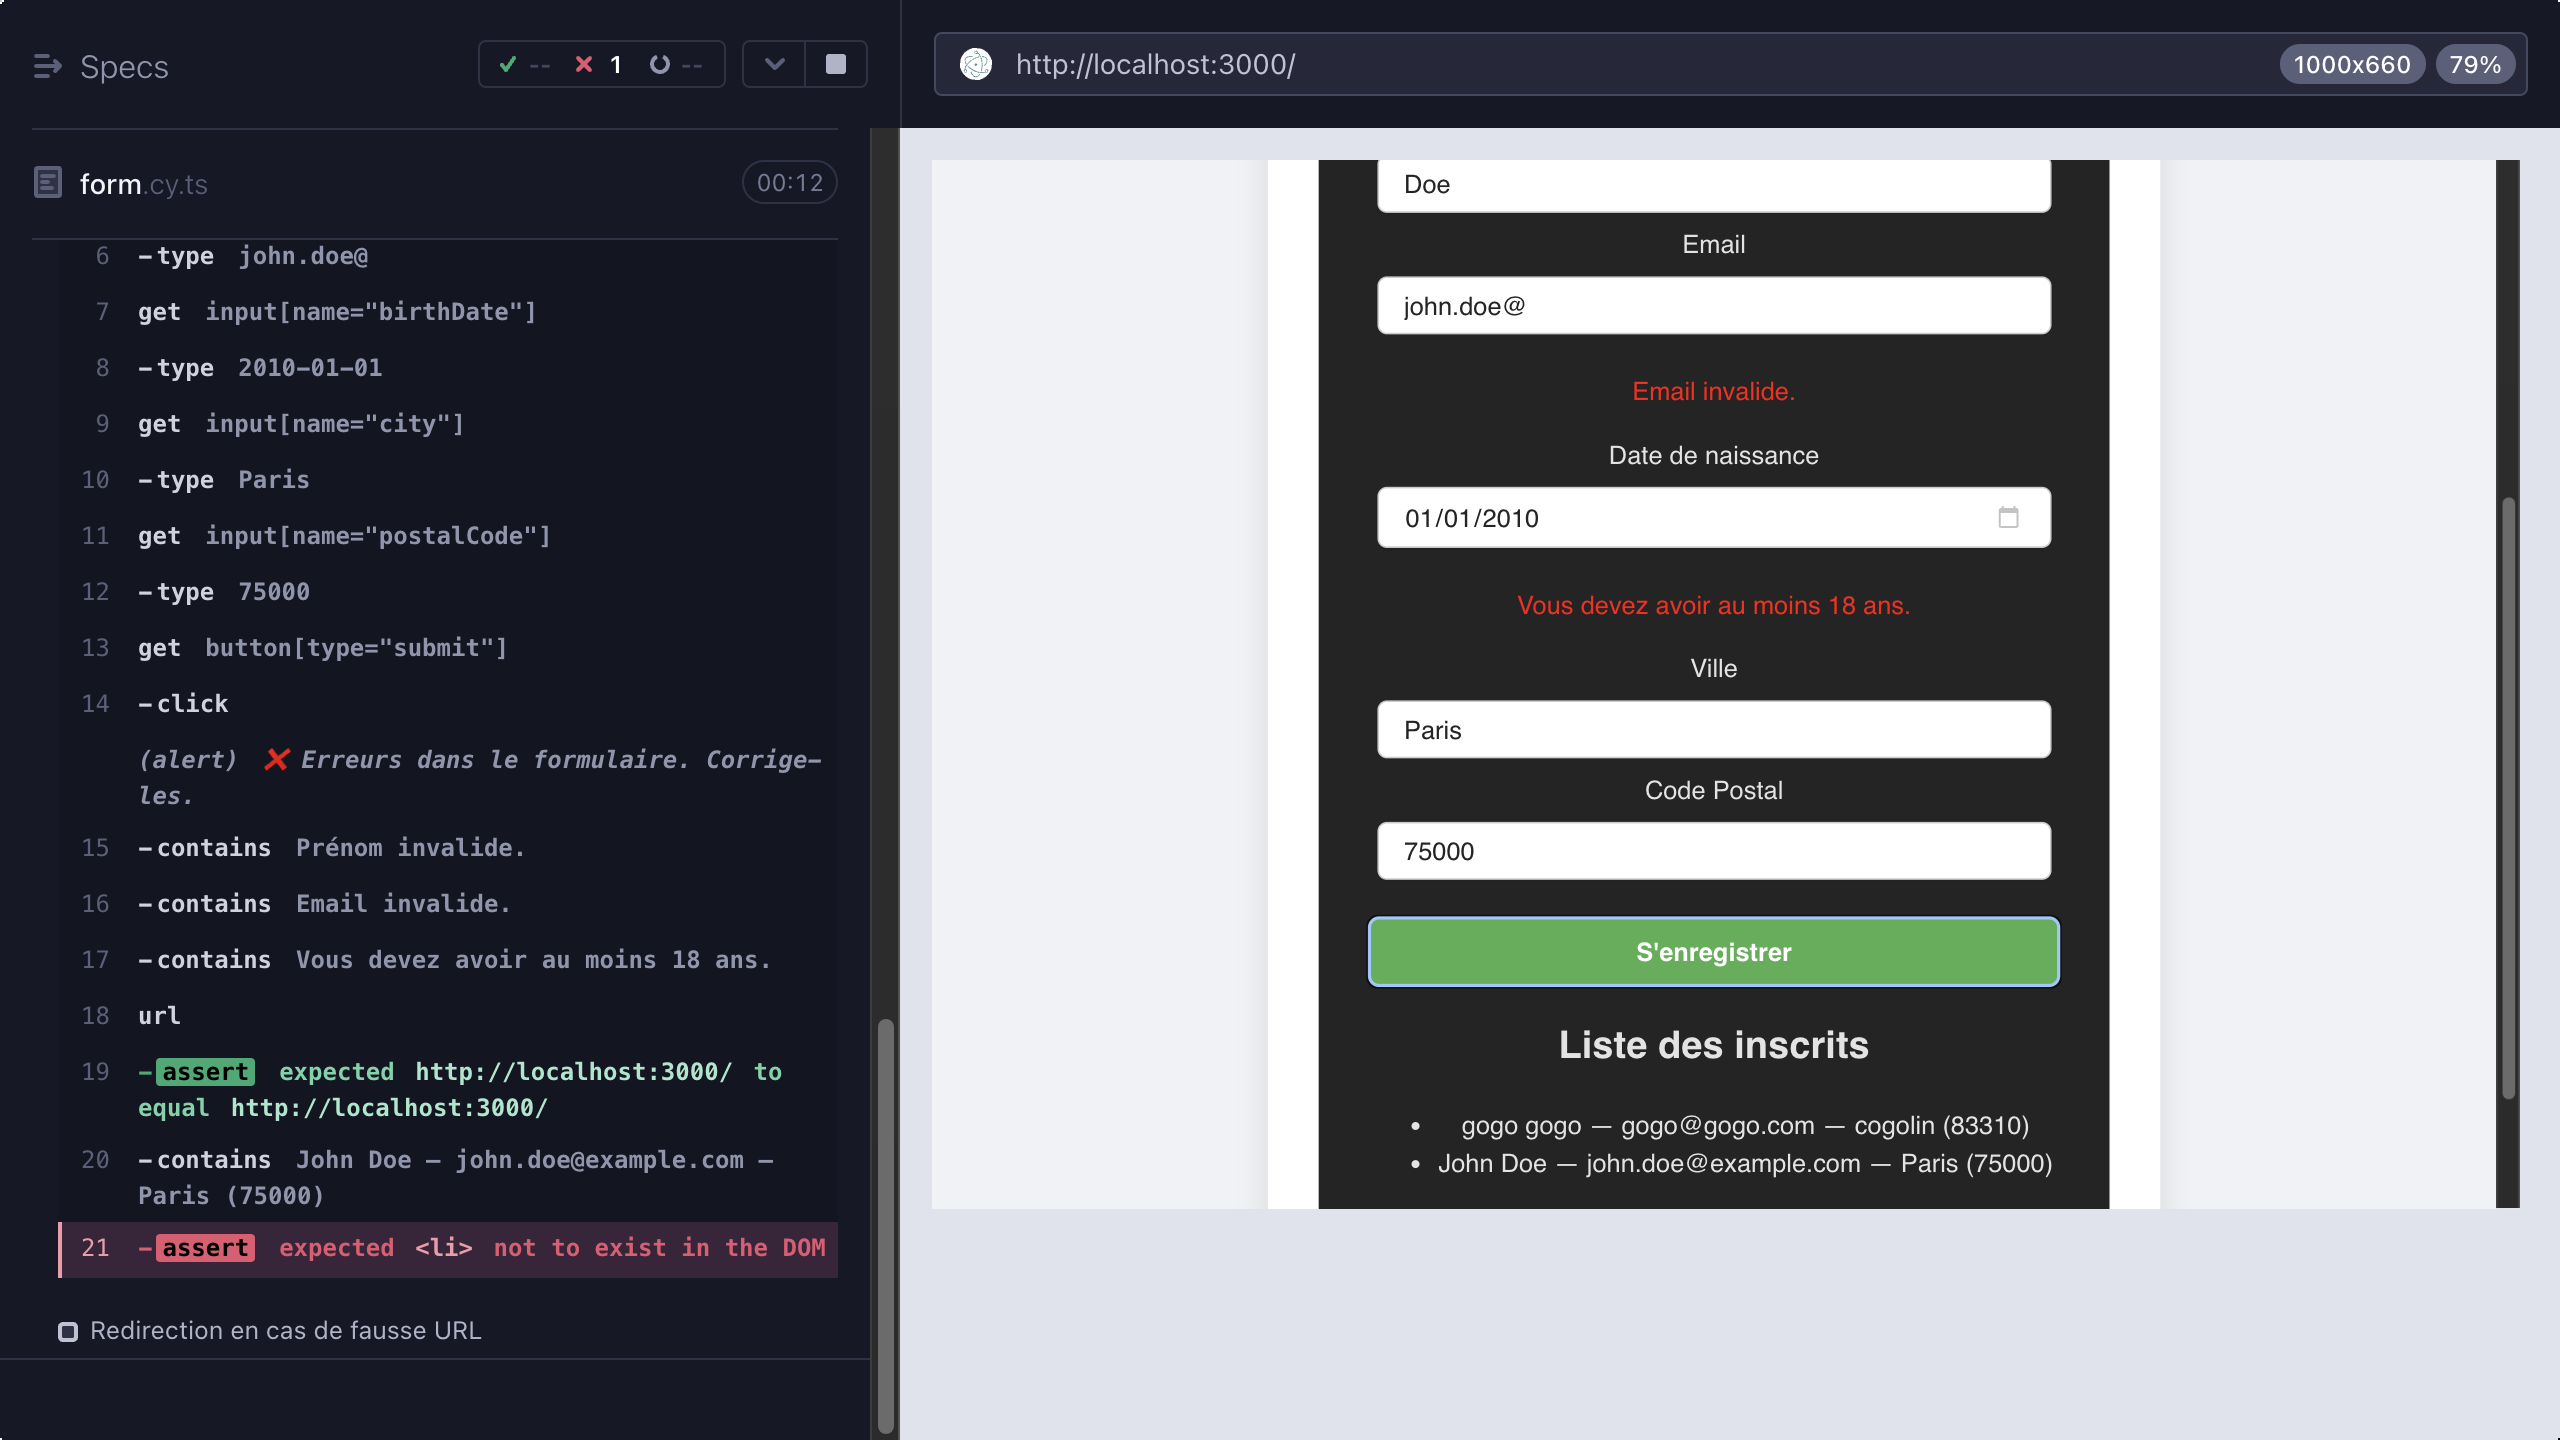 Specs
-- 1 --
form.cy.ts
00:12
6 -type john.doe@
7 get input[name="birthDate"]
8 -type 2010-01-01
9 get input[name="city"]
10 -type Paris
11 get input[name="postalCode"]
12 -type 75000
13 get button[type="submit"]
14 -click
(alert) ❌ Erreurs dans le formulaire. Corrige-
les.
15 -contains Prénom invalide.
16 -contains Email invalide.
17 -contains Vous devez avoir au moins 18 ans.
18 url
19 -assert expected http://localhost:3000/ to
equal http://localhost:3000/
20 -contains John Doe – john.doe@example.com –
Paris (75000)
21 -assert expected <li> not to exist in the DOM
Redirection en cas de fausse URL
http://localhost:3000/
1000x660
79%
Doe
Email
john.doe@
Email invalide.
Date de naissance
01/01/2010
Vous devez avoir au moins 18 ans.
Ville
Paris
Code Postal
75000
S'enregistrer
Liste des inscrits
• gogo gogo — gogo@gogo.com — cogolin (83310)
• John Doe — john.doe@example.com — Paris (75000)